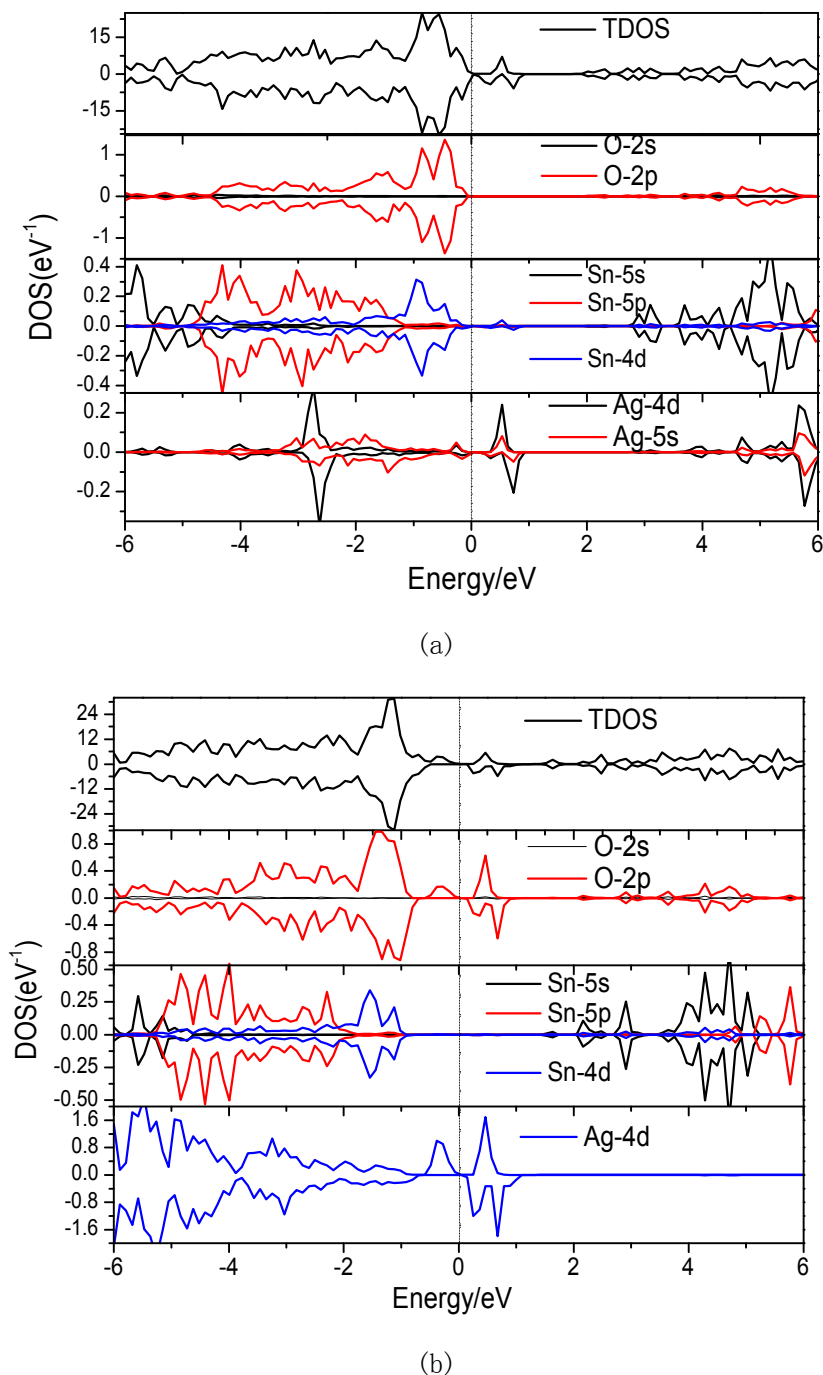 15
0
-15
TDOS
1
0
-1
O-2s
O-2p
0.4
0.2
0.0
-0.2
-0.4
Sn-5s
Sn-5p
Sn-4d
0.2
0.0
-0.2
Ag-4d
Ag-5s
DOS(eV⁻¹)
-6 -4 -2 0 2 4 6
Energy/eV
(a)
24
12
0
-12
-24
TDOS
0.8
0.4
0.0
-0.4
-0.8
O-2s
O-2p
0.50
0.25
0.00
-0.25
-0.50
Sn-5s
Sn-5p
Sn-4d
1.6
0.8
0.0
-0.8
-1.6
Ag-4d
DOS(eV⁻¹)
-6 -4 -2 0 2 4 6
Energy/eV
(b)